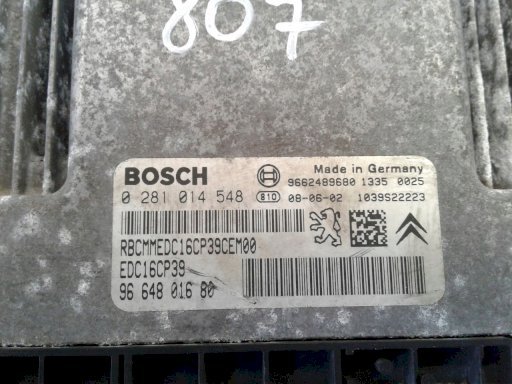 807
BOSCH Made in Germany
9662489680 1335 0025
0 281 014 548 810 08-06-02 1039S22223
RBCMMEDC16CP39CEM00
EDC16CP39
96 648 016 80